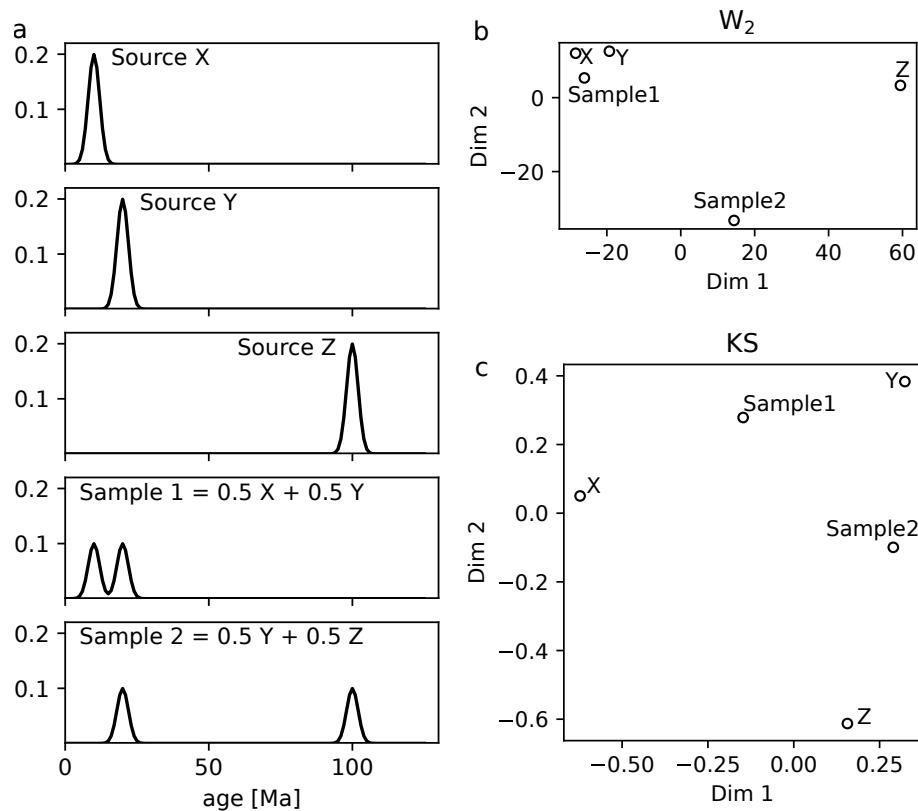 a
0.2
0.1
Source X
0.2
0.1
Source Y
0.2
0.1
Source Z
0.2
0.1
Sample 1 = 0.5 X + 0.5 Y
0.2
0.1
Sample 2 = 0.5 Y + 0.5 Z
0 50 100
age [Ma]
b
W₂
0
−20
Dim 2
X Y Z
Sample1
Sample2
−20 0 20 40 60
Dim 1
c
KS
0.4
0.2
0.0
−0.2
−0.4
−0.6
Dim 2
Y
Sample1
X
Sample2
Z
−0.50 −0.25 0.00 0.25
Dim 1